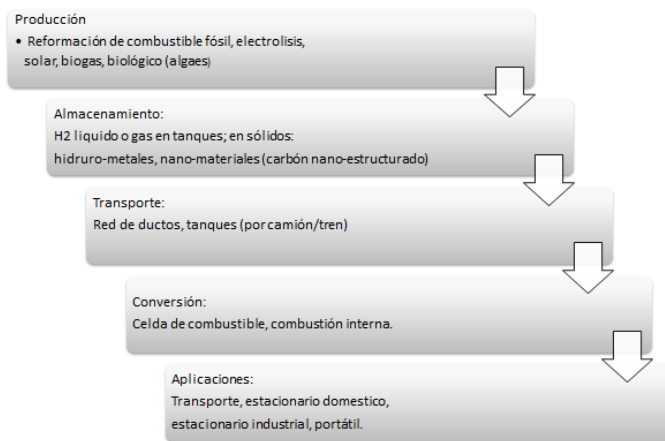 Producción
• Reformación de combustible fósil, electrolisis,
solar, biogas, biológico (algaes)
Almacenamiento:
H2 liquido o gas en tanques; en sólidos:
hidruro-metales, nano-materiales (carbón nano-estructurado)
Transporte:
Red de ductos, tanques (por camión/tren)
Conversión:
Celda de combustible, combustión interna.
Aplicaciones:
Transporte, estacionario domestico,
estacionario industrial, portátil.